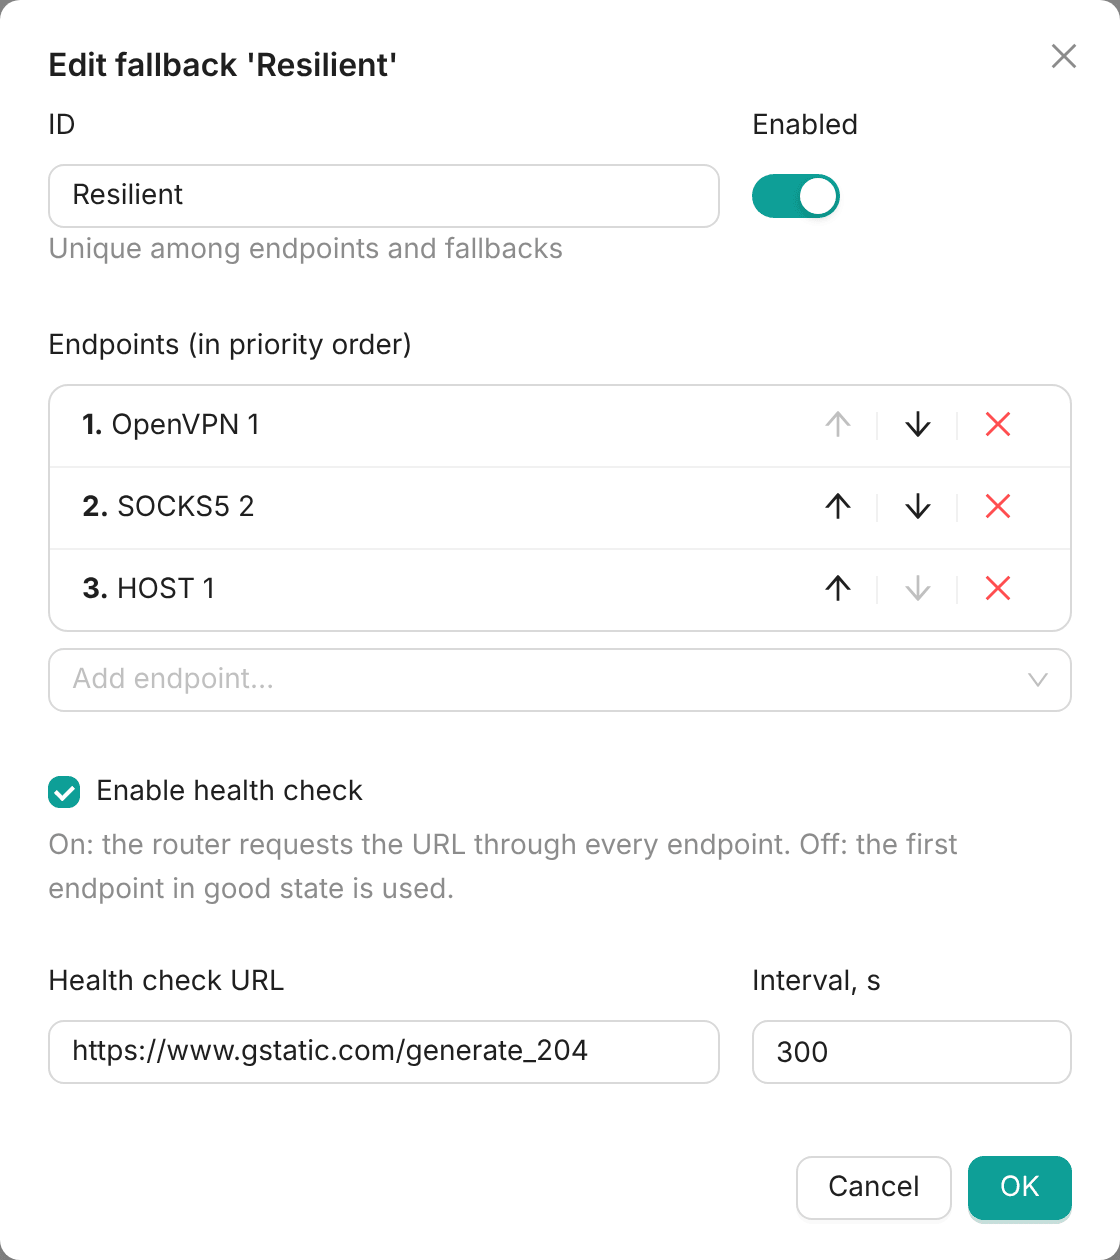 Edit fallback 'Resilient'
ID
Enabled
Resilient
Unique among endpoints and fallbacks
Endpoints (in priority order)
1. OpenVPN 1
2. SOCKS5 2
3. HOST 1
Add endpoint...
Enable health check
On: the router requests the URL through every endpoint. Off: the first
endpoint in good state is used.
Health check URL
Interval, s
https://www.gstatic.com/generate_204
300
Cancel
OK